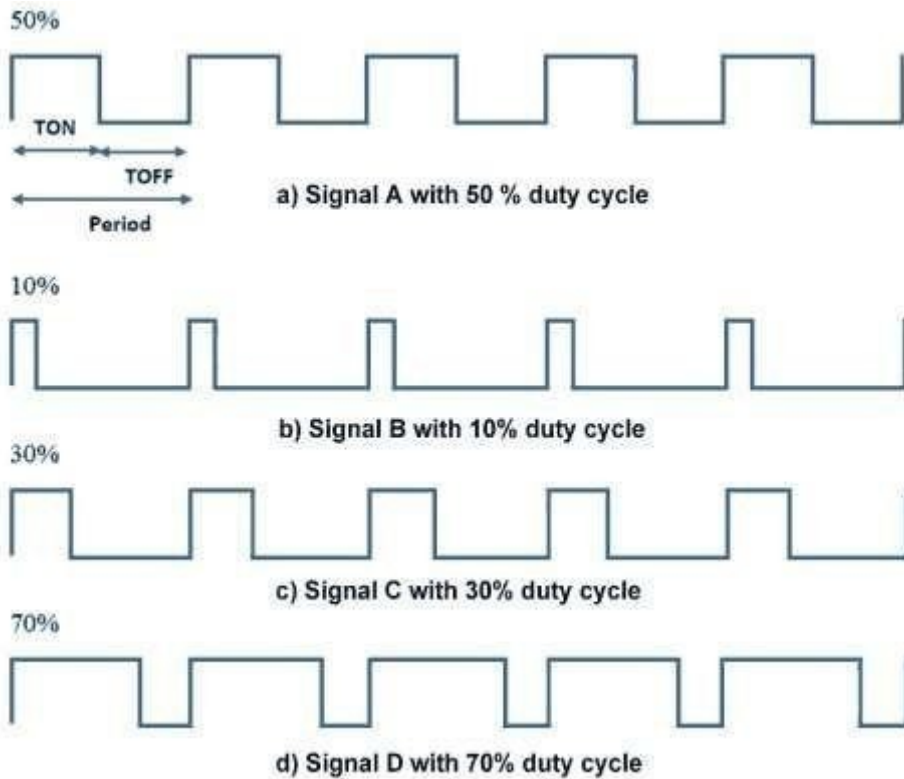 50%
TON
TOFF
Period
a) Signal A with 50 % duty cycle
10%
b) Signal B with 10% duty cycle
30%
c) Signal C with 30% duty cycle
70%
d) Signal D with 70% duty cycle